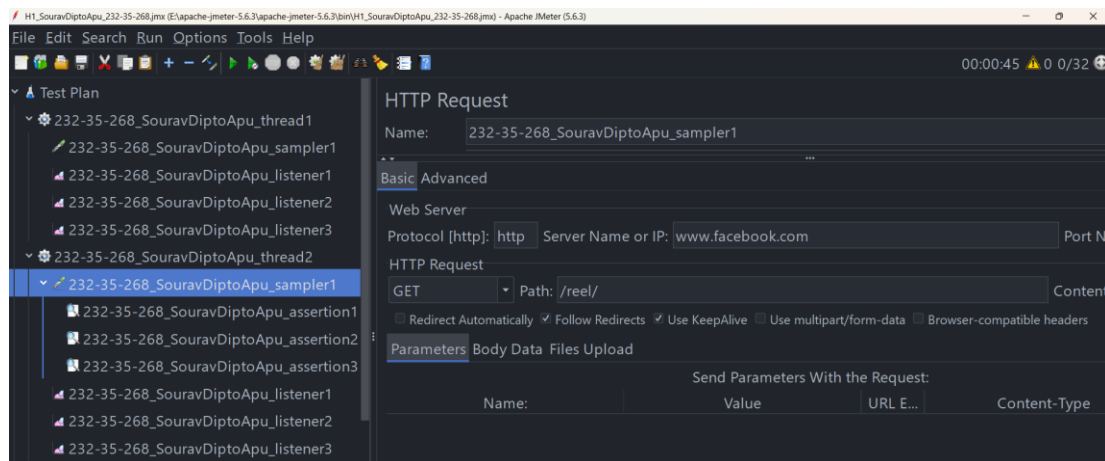 H1_SouravDiptoApu_232-35-268.jmx (E:\apache-jmeter-5.6.3\apache-jmeter-5.6.3\bin\H1_SouravDiptoApu_232-35-268.jmx) - Apache JMeter (5.6.3)
File Edit Search Run Options Tools Help
00:00:45 0 0/32
Test Plan
232-35-268_SouravDiptoApu_thread1
232-35-268_SouravDiptoApu_sampler1
232-35-268_SouravDiptoApu_listener1
232-35-268_SouravDiptoApu_listener2
232-35-268_SouravDiptoApu_listener3
232-35-268_SouravDiptoApu_thread2
232-35-268_SouravDiptoApu_sampler1
232-35-268_SouravDiptoApu_assertion1
232-35-268_SouravDiptoApu_assertion2
232-35-268_SouravDiptoApu_assertion3
232-35-268_SouravDiptoApu_listener1
232-35-268_SouravDiptoApu_listener2
232-35-268_SouravDiptoApu_listener3
HTTP Request
Name: 232-35-268_SouravDiptoApu_sampler1
Basic Advanced
Web Server
Protocol [http]: http Server Name or IP: www.facebook.com Port N
HTTP Request
GET Path: /reel/ Content
Redirect Automatically Follow Redirects Use KeepAlive Use multipart/form-data Browser-compatible headers
Parameters Body Data Files Upload
Send Parameters With the Request:
Name: Value URL E... Content-Type